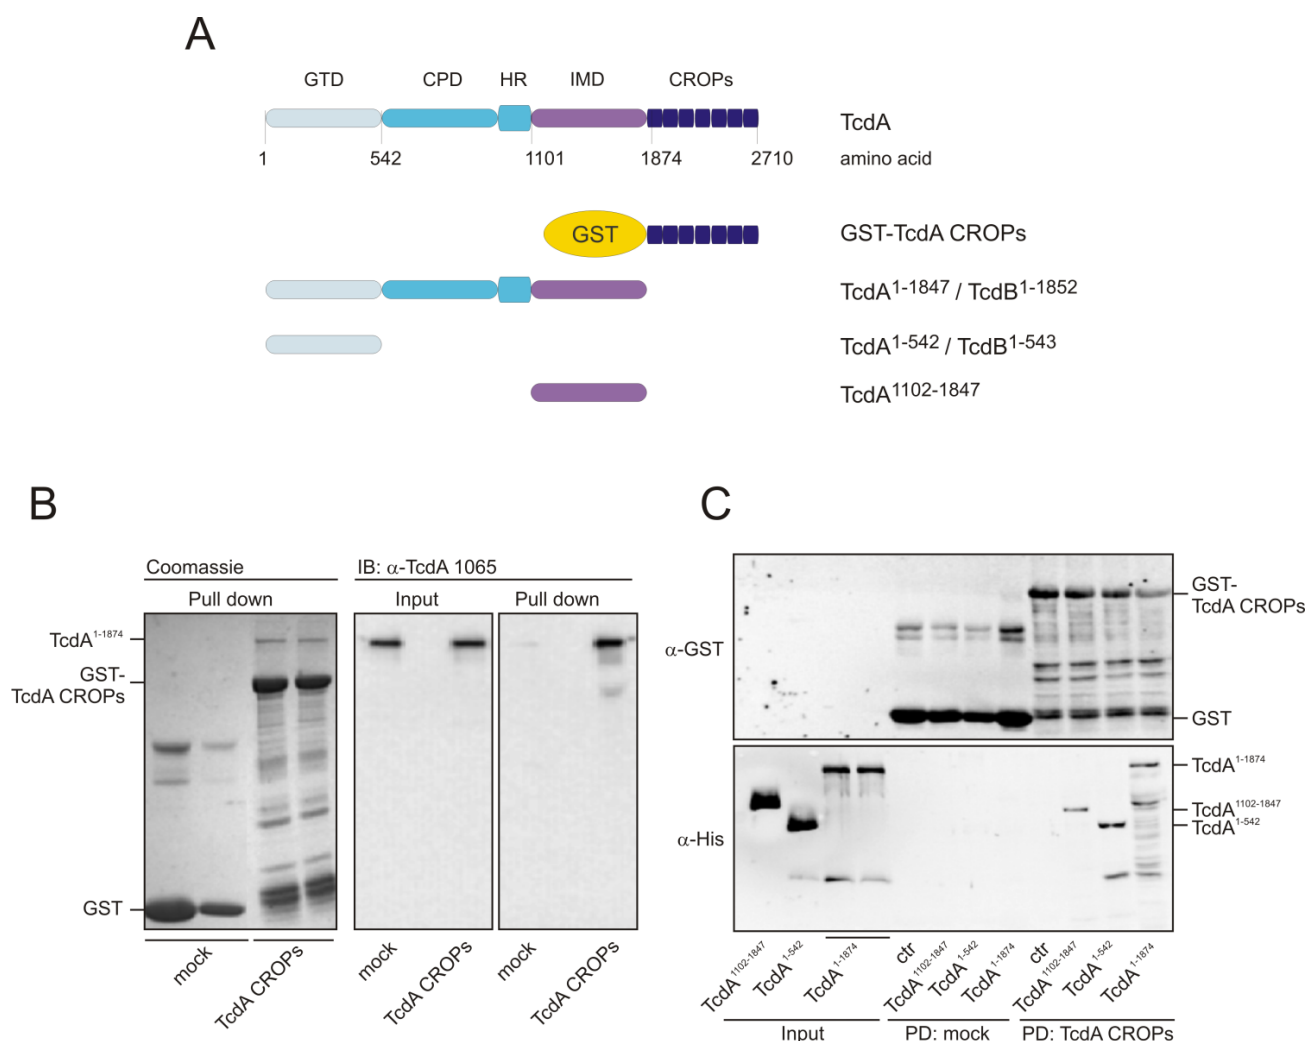 A
GTD CPD HR IMD CROPs
TcdA
1 542 1101 1874 2710 amino acid
GST GST-TcdA CROPs
TcdA1-1847 / TcdB1-1852
TcdA1-542 / TcdB1-543
TcdA1102-1847
B
Coomassie IB: α-TcdA 1065
Pull down Input Pull down
TcdA1-1874
GST-
TcdA CROPs
GST
mock TcdA CROPs mock TcdA CROPs mock TcdA CROPs
C
α-GST
GST-
TcdA CROPs
GST
α-His
TcdA1-1874
TcdA1102-1847
TcdA1-542
TcdA1102-1847 TcdA1-542 TcdA1-1874 ctr TcdA1102-1847 TcdA1-542 TcdA1-1874 ctr TcdA1102-1847 TcdA1-542 TcdA1-1874
Input PD: mock PD: TcdA CROPs